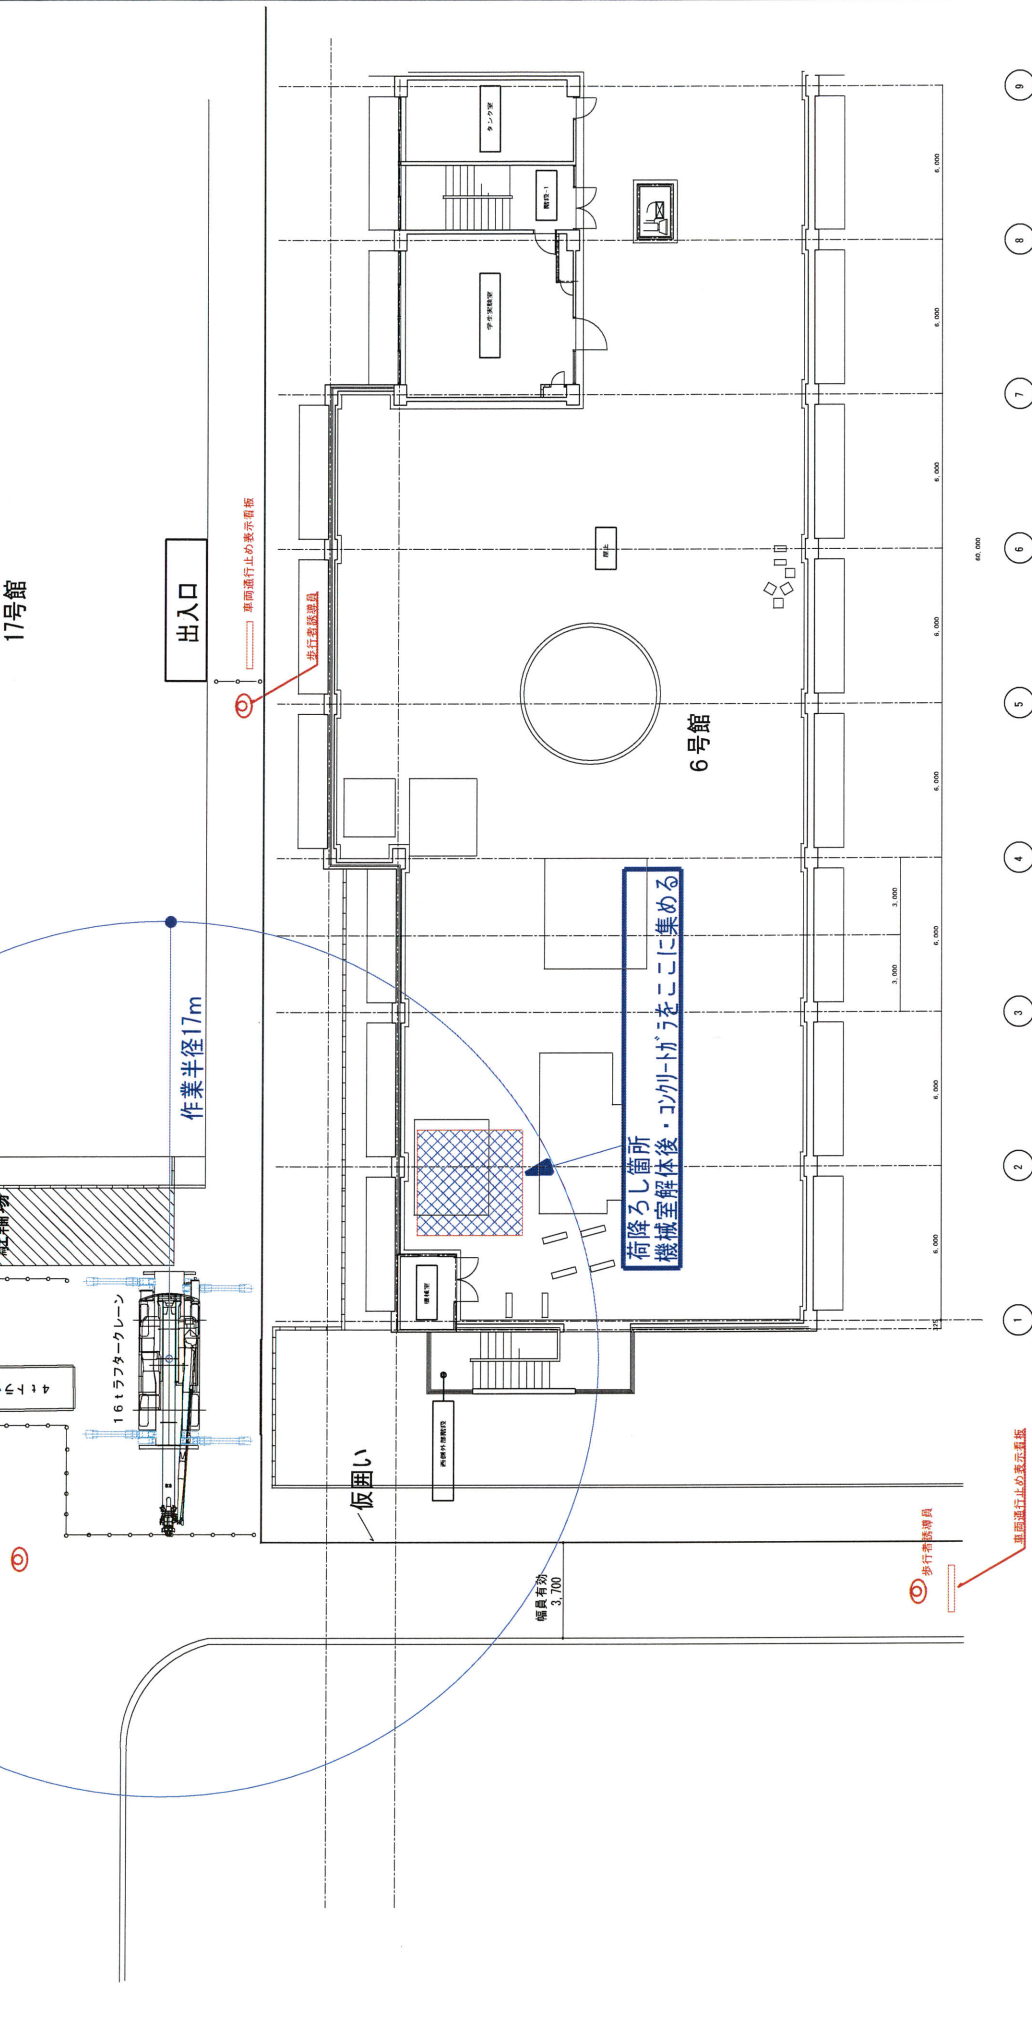 17号館
出入口
車両通行止め表示看板
歩行者誘導員
作業半径17m
16tラフタークレーン
タンク室
階段-1
学生実験室
屋上
6号館
荷降ろし箇所
機械室解体後・コンクリートガラをここに集める
機械室
西側外部階段
仮囲い
幅員有効
3,700
歩行者誘導員
車両通行止め表示看板
6,000
6,000
6,000
6,000
6,000
6,000
6,000
6,000
3,000
3,000
60,000
325
9
8
7
6
5
4
3
2
1